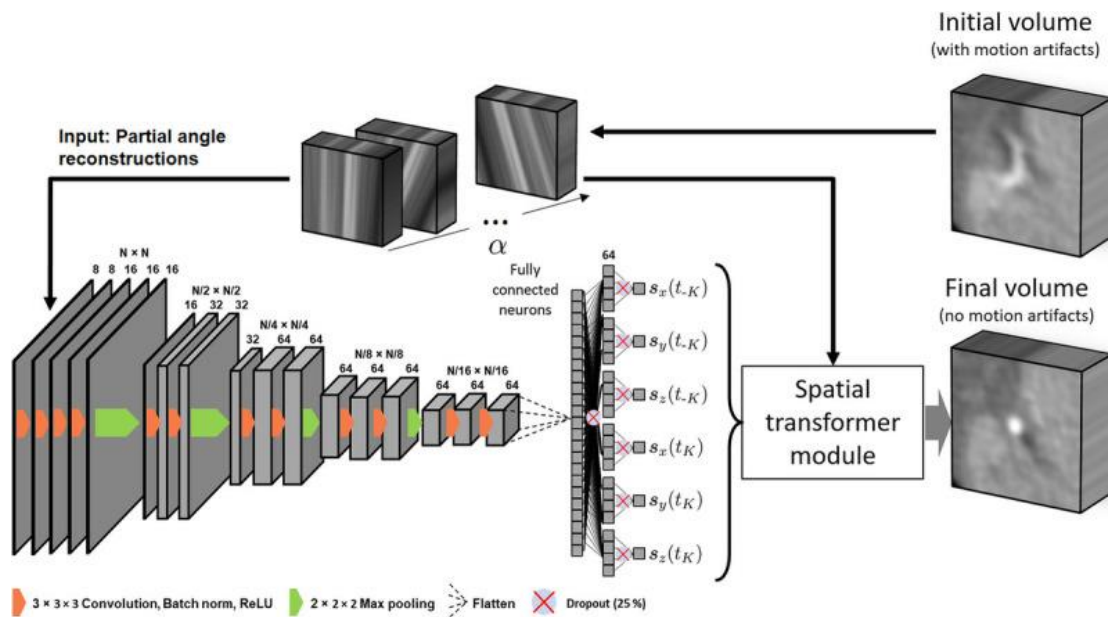 Initial volume
(with motion artifacts)
Input: Partial angle
reconstructions
...
α
N × N
8 8 16 16 16
N/2 × N/2
16 32 32
N/4 × N/4
32 64 64
N/8 × N/8
64 64 64
N/16 × N/16
64 64 64
Fully
connected
neurons
64
s_x(t_-K)
s_y(t_-K)
s_z(t_-K)
s_x(t_K)
s_y(t_K)
s_z(t_K)
Spatial
transformer
module
Final volume
(no motion artifacts)
3 × 3 × 3 Convolution, Batch norm, ReLU
2 × 2 × 2 Max pooling
Flatten
Dropout (25 %)